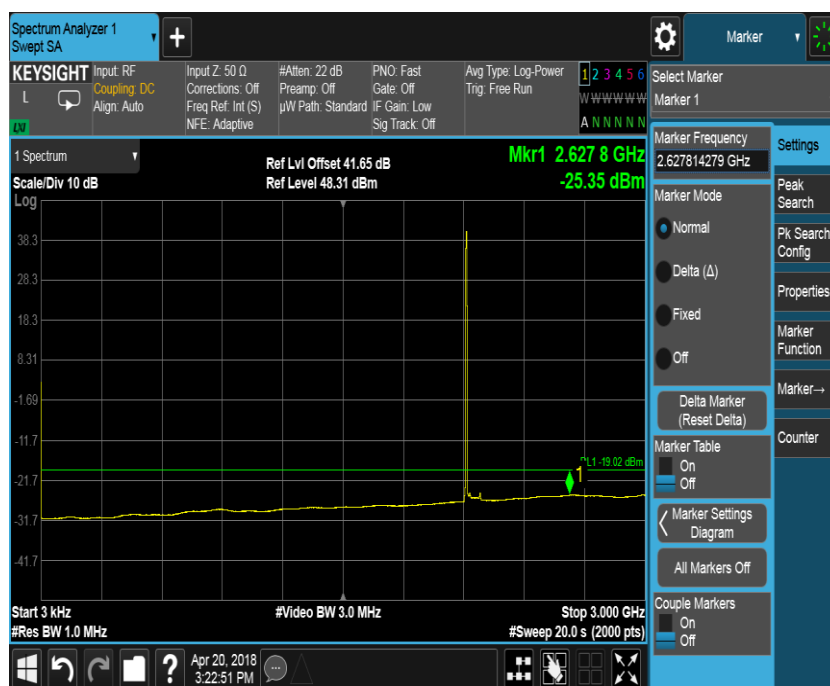 Spectrum Analyzer 1
Swept SA
+
Marker
KEYSIGHT
L
LXI
Input: RF
Coupling: DC
Align: Auto
Input Z: 50 Ω
Corrections: Off
Freq Ref: Int (S)
NFE: Adaptive
#Atten: 22 dB
Preamp: Off
µW Path: Standard
PNO: Fast
Gate: Off
IF Gain: Low
Sig Track: Off
Avg Type: Log-Power
Trig: Free Run
1 2 3 4 5 6
W W W W W W
A N N N N N
Select Marker
Marker 1
1 Spectrum
Scale/Div 10 dB
Log
Ref Lvl Offset 41.65 dB
Ref Level 48.31 dBm
Mkr1 2.627 8 GHz
-25.35 dBm
38.3
28.3
18.3
8.31
-1.69
-11.7
-21.7
-31.7
-41.7
DL1 -19.02 dBm
1
Start 3 kHz
#Res BW 1.0 MHz
#Video BW 3.0 MHz
Stop 3.000 GHz
#Sweep 20.0 s (2000 pts)
Marker Frequency
2.627814279 GHz
Marker Mode
Normal
Delta (Δ)
Fixed
Off
Delta Marker
(Reset Delta)
Marker Table
On
Off
Marker Settings
Diagram
All Markers Off
Couple Markers
On
Off
Settings
Peak
Search
Pk Search
Config
Properties
Marker
Function
Marker→
Counter
?
Apr 20, 2018
3:22:51 PM